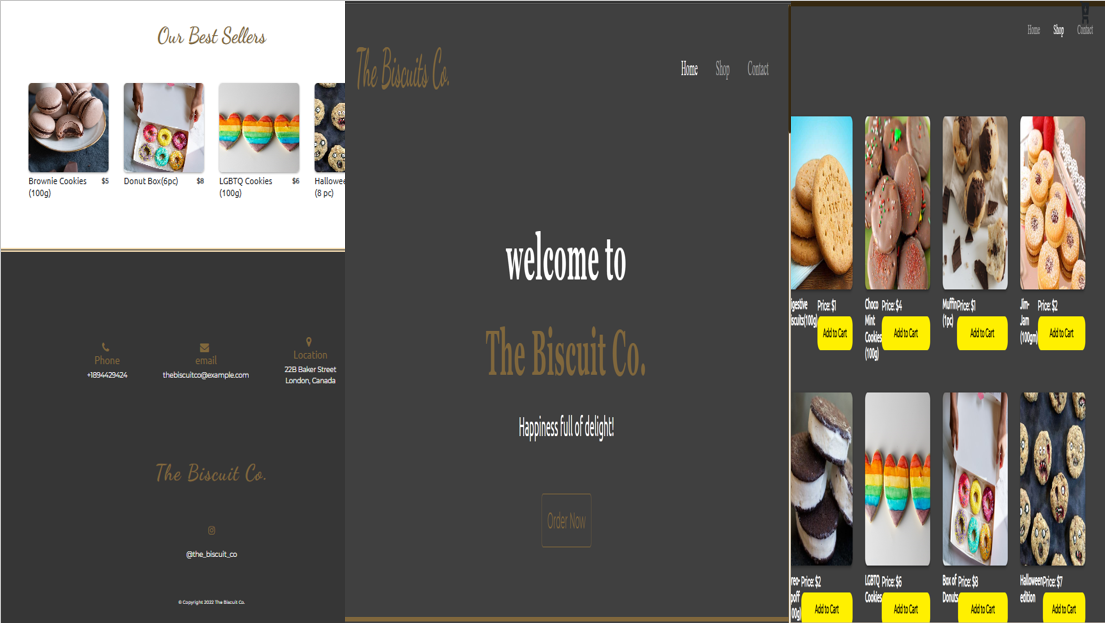 Our Best Sellers
Brownie Cookies
(100g)
$5
Donut Box(6pc)
$8
LGBTQ Cookies
(100g)
$6
Hallowee
(8 pc)
Phone
+1894429424
email
thebiscuitco@example.com
Location
22B Baker Street
London, Canada
The Biscuit Co.
@the_biscuit_co
© Copyright 2022 The Biscuit Co.
The Biscuits Co.
Home
Shop
Contact
welcome to
The Biscuit Co.
Happiness full of delight!
Order Now
Home
Shop
Contact
gestive
scuits(100g)
Price: $1
Add to Cart
Choco
Mint
Cookies
(100g)
Price: $4
Add to Cart
Muffin
(1pc)
Price: $1
Add to Cart
Jim-
Jam
(100gm)
Price: $2
Add to Cart
reo-
poff
00g)
Price: $2
Add to Cart
LGBTQ
Cookies
Price: $6
Add to Cart
Box of
Donuts
Price: $8
Add to Cart
Halloween
edition
Price: $7
Add to Cart